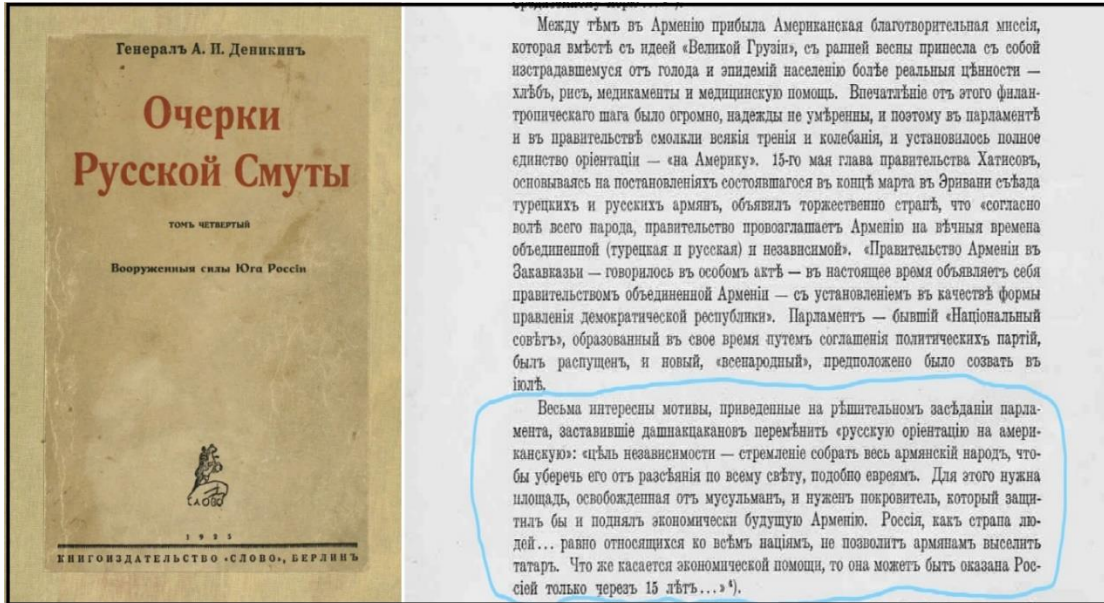 Генералъ А. И. Деникинъ
Очерки
Русской Смуты
ТОМЪ ЧЕТВЕРТЫЙ
Вооруженныя силы Юга Россіи
СЛОВО
1 9 2 5
КНИГОИЗДАТЕЛЬСТВО «СЛОВО», БЕРЛИНЪ
Между тѣмъ въ Арменію прибыла Американская благотворительная миссія,
которая вмѣстѣ съ идеей «Великой Грузіи», съ ранней весны принесла съ собой
изстрадавшемуся отъ голода и эпидемій населенію болѣе реальныя цѣнности —
хлѣбъ, рисъ, медикаменты и медицинскую помощь. Впечатлѣніе отъ этого филан-
тропическаго шага было огромно, надежды не умѣренны, и поэтому въ парламентѣ
и въ правительствѣ смолкли всякія тренія и колебанія, и установилось полное
единство оріентаціи — «на Америку». 15-го мая глава правительства Хатисовъ,
основываясь на постановленіяхъ состоявшагося въ концѣ марта въ Эривани съѣзда
турецкихъ и русскихъ армянъ, объявилъ торжественно странѣ, что «согласно
волѣ всего народа, правительство провозглашаетъ Арменію на вѣчныя времена
объединенной (турецкая и русская) и независимой». «Правительство Арменіи въ
Закавказьи — говорилось въ особомъ актѣ — въ настоящее время объявляетъ себя
правительствомъ объединенной Арменіи — съ установленіемъ въ качествѣ формы
правленія демократической республики». Парламентъ — бывшій «Національный
совѣтъ», образованный въ свое время путемъ соглашенія политическихъ партій,
былъ распущенъ, и новый, «всенародный», предположено было созвать въ
іюлѣ.
Весьма интересны мотивы, приведенные на рѣшительномъ засѣданіи парла-
мента, заставившіе дашнакцакановъ перемѣнить «русскую оріентацію на амери-
канскую»: «цѣль независимости — стремленіе собрать весь армянскій народъ, что-
бы уберечь его отъ разсѣянія по всему свѣту, подобно евреямъ. Для этого нужна
площадь, освобожденная отъ мусульманъ, и нуженъ покровитель, который защи-
тилъ бы и поднялъ экономически будущую Арменію. Россія, какъ страна лю-
дей... равно относящихся ко всѣмъ націямъ, не позволитъ армянамъ выселить
татаръ. Что же касается экономической помощи, то она можетъ быть оказана Рос-
сіей только черезъ 15 лѣтъ...»